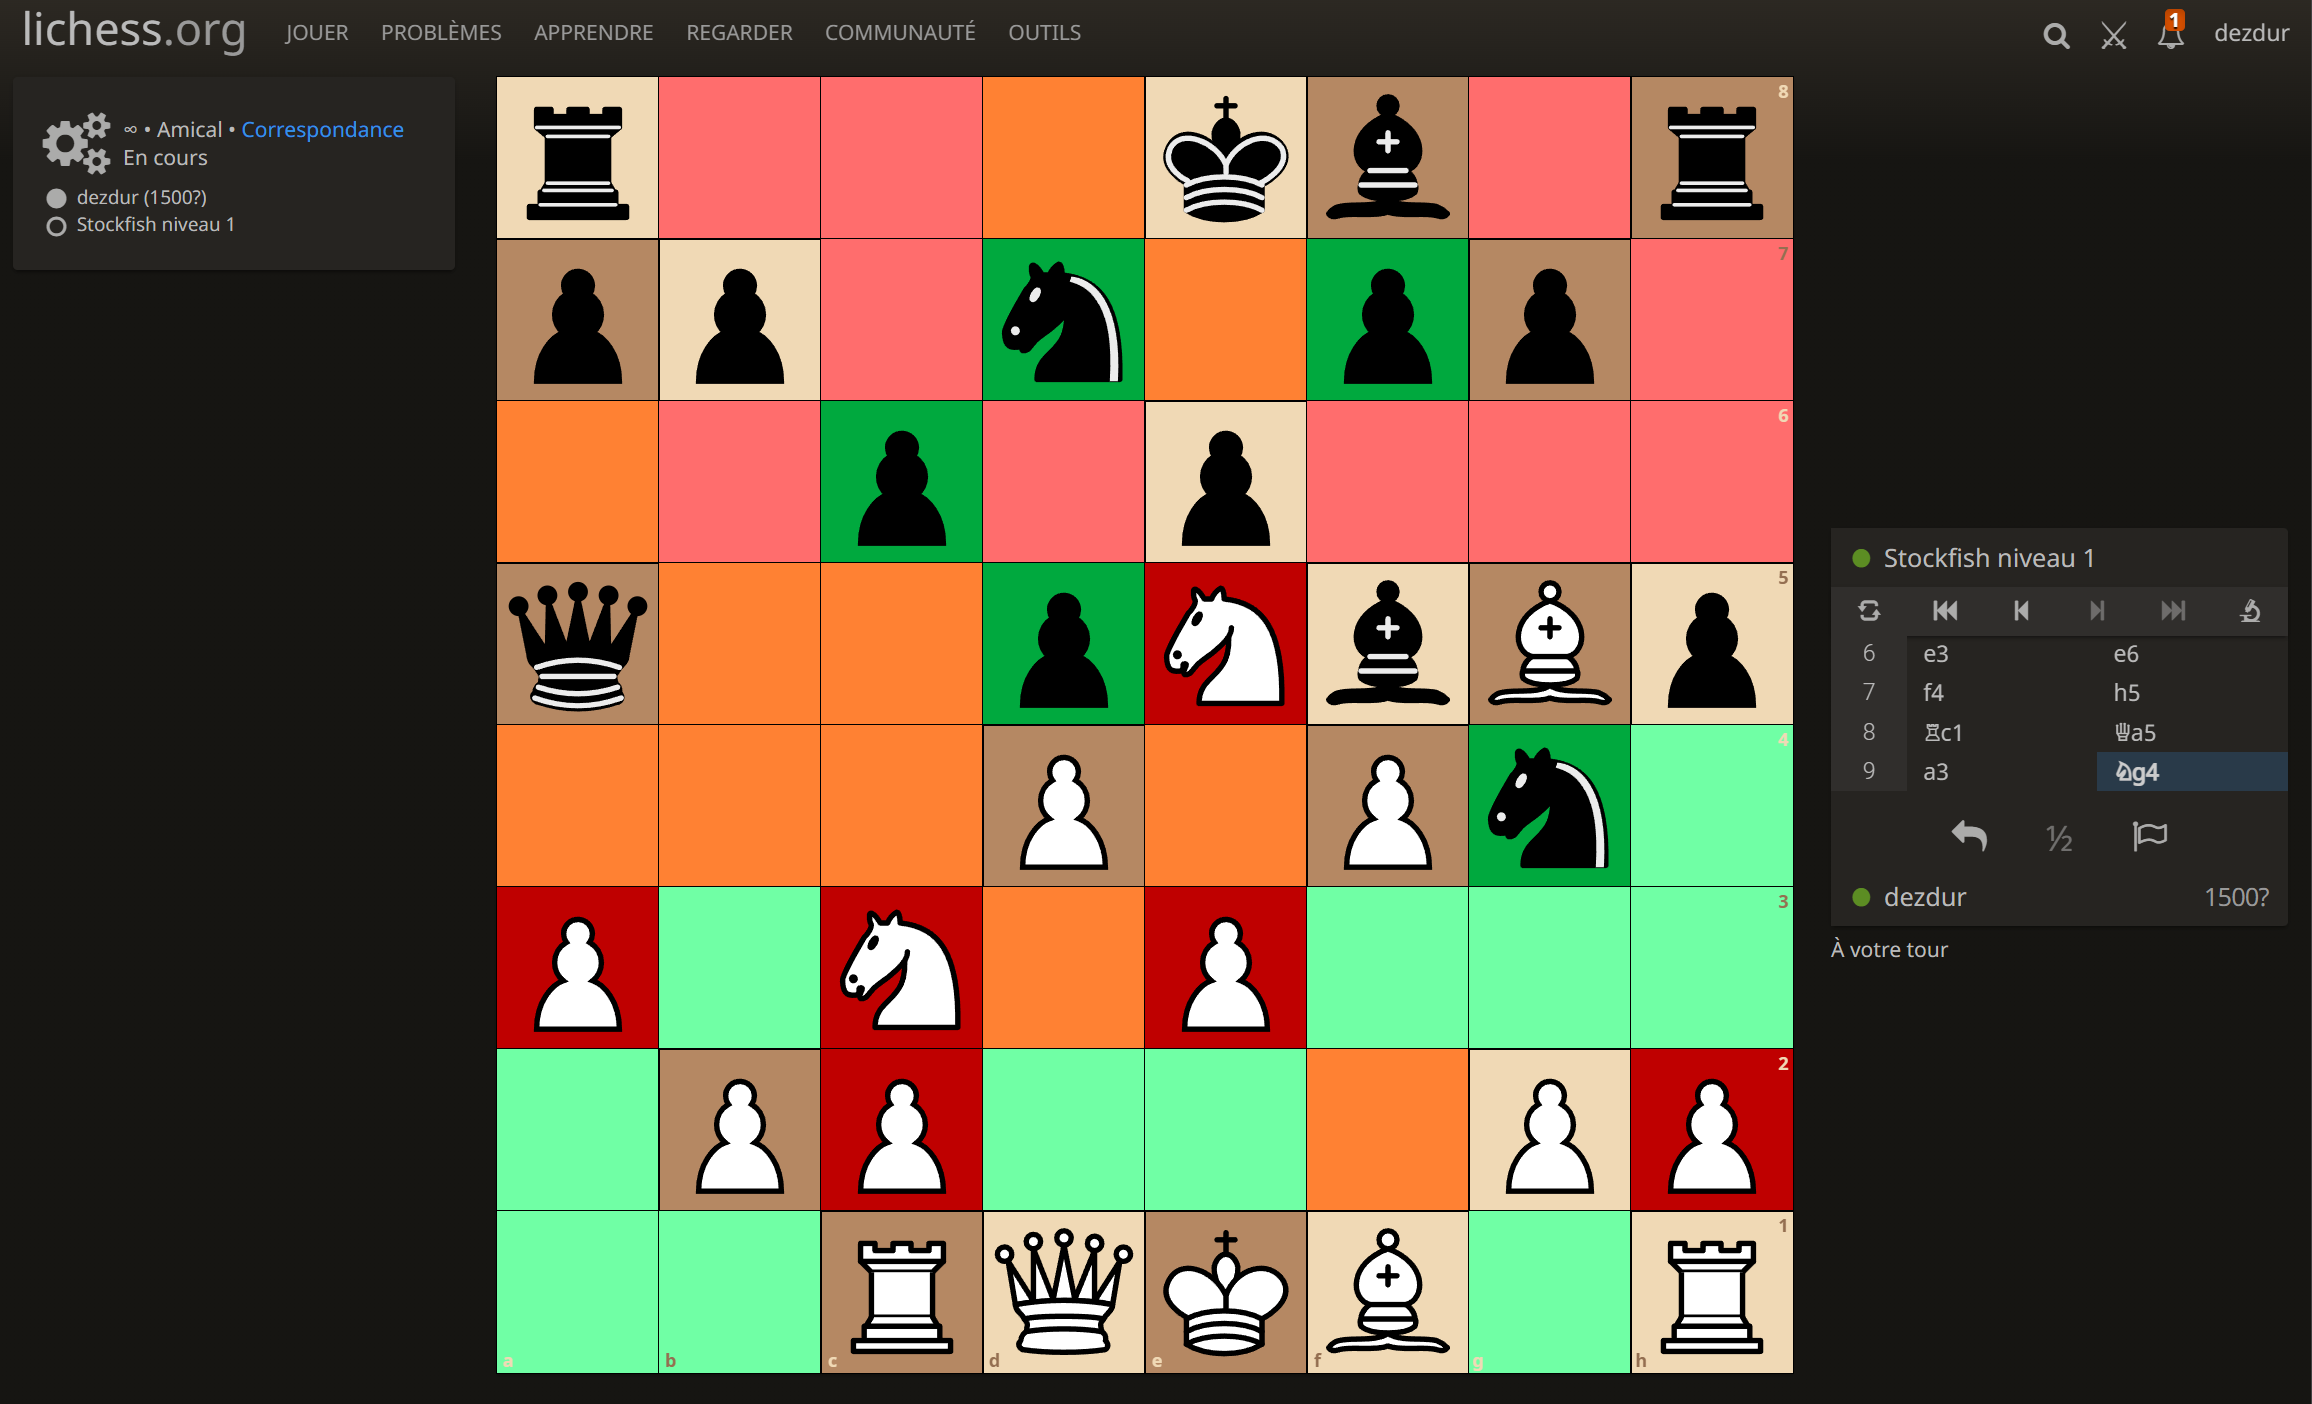 lichess.org JOUER PROBLÈMES APPRENDRE REGARDER COMMUNAUTÉ OUTILS 1 dezdur
∞ • Amical • Correspondance
En cours
dezdur (1500?)
Stockfish niveau 1
8
7
6
5
4
3
2
1
a b c d e f g h
Stockfish niveau 1
6 e3 e6
7 f4 h5
8 ♖c1 ♕a5
9 a3 ♘g4
½
dezdur 1500?
À votre tour